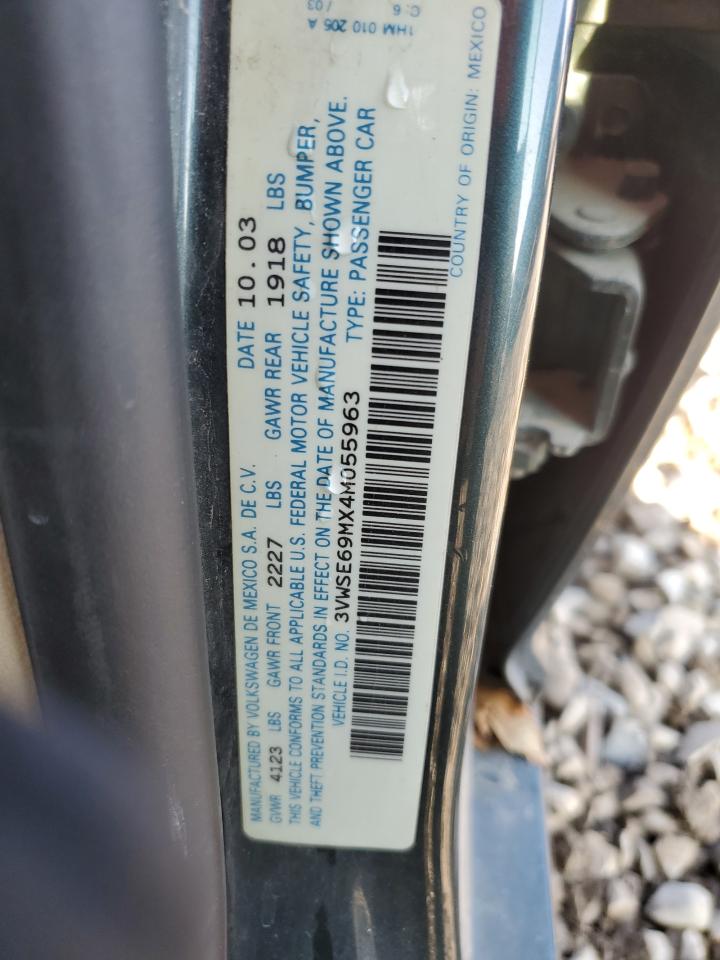 MANUFACTURED BY VOLKSWAGEN DE MEXICO S.A. DE C.V. DATE 10.03
GVWR 4123 LBS GAWR FRONT 2227 LBS GAWR REAR 1918 LBS
THIS VEHICLE CONFORMS TO ALL APPLICABLE U.S. FEDERAL MOTOR VEHICLE SAFETY, BUMPER,
AND THEFT PREVENTION STANDARDS IN EFFECT ON THE DATE OF MANUFACTURE SHOWN ABOVE.
VEHICLE I.D. NO. 3VWSE69MX4M055963 TYPE: PASSENGER CAR
COUNTRY OF ORIGIN: MEXICO
C: 6
/ 03
1HM 010 205 A